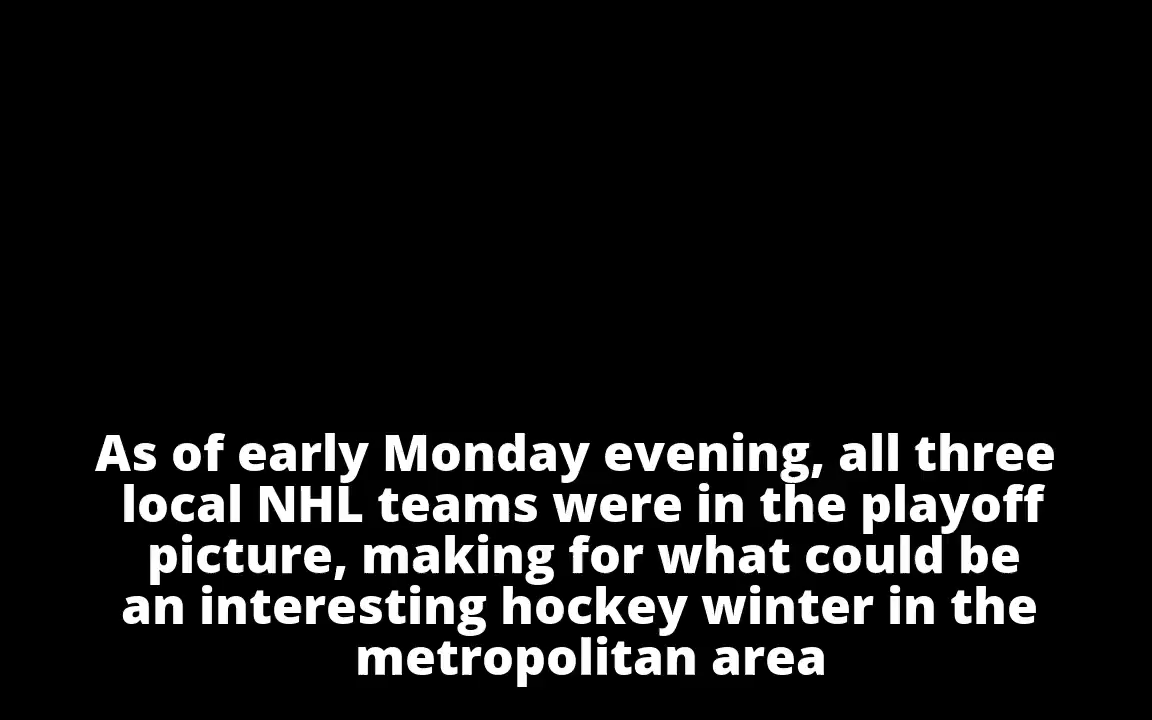 As of early Monday evening, all three
local NHL teams were in the playoff
picture, making for what could be
an interesting hockey winter in the
metropolitan area